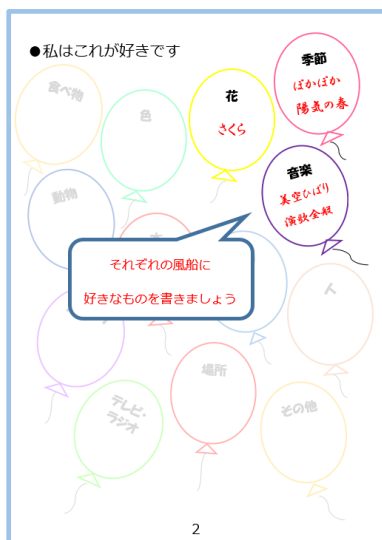 ●私はこれが好きです
季節
ぽかぽか
陽気の春
食べ物
色
花
さくら
音楽
美空ひばり
演歌全般
動物
それぞれの風船に
好きなものを書きましょう
人
場所
テレビ・
ラジオ
その他
2